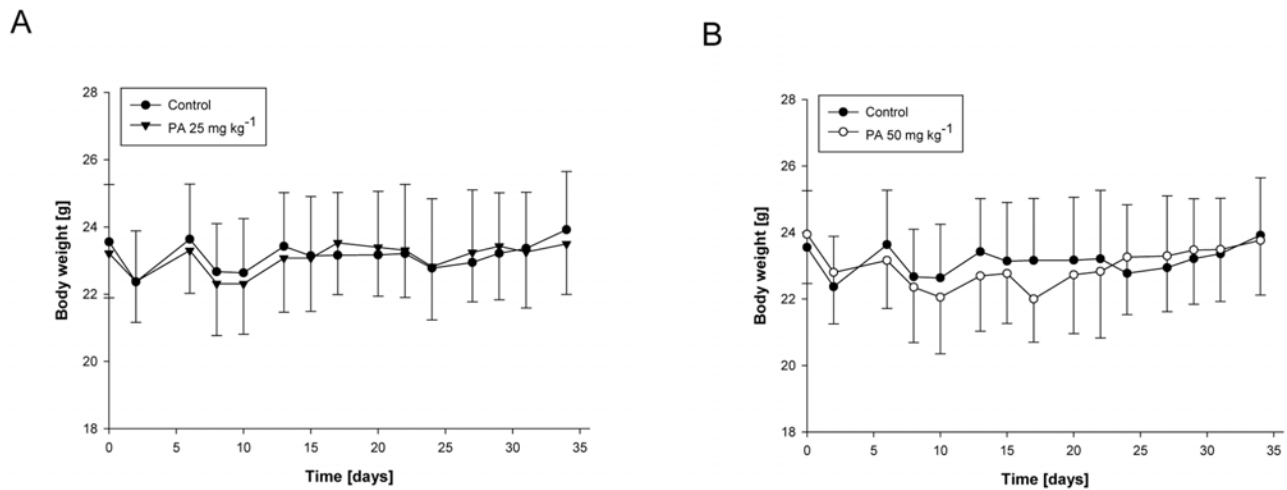 A
Body weight [g]
28
26
24
22
20
18
Control
PA 25 mg kg⁻¹
0 5 10 15 20 25 30 35
Time [days]
B
Body weight [g]
28
26
24
22
20
18
Control
PA 50 mg kg⁻¹
0 5 10 15 20 25 30 35
Time [days]